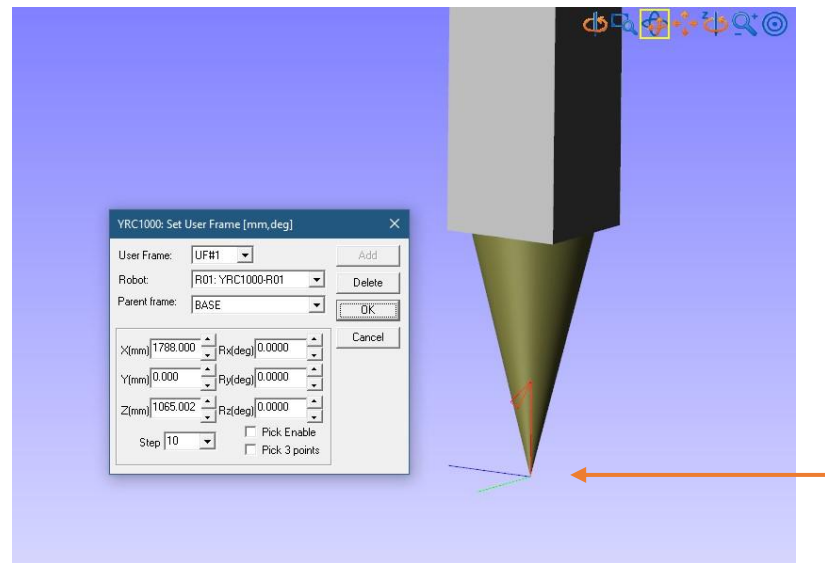 YRC1000: Set User Frame [mm,deg]
User Frame: UF#1 Add
Robot: R01: YRC1000-R01 Delete
Parent frame: BASE OK
Cancel
X(mm) 1788.000 Rx(deg) 0.0000
Y(mm) 0.000 Ry(deg) 0.0000
Z(mm) 1065.002 Rz(deg) 0.0000
Step 10 Pick Enable
Pick 3 points